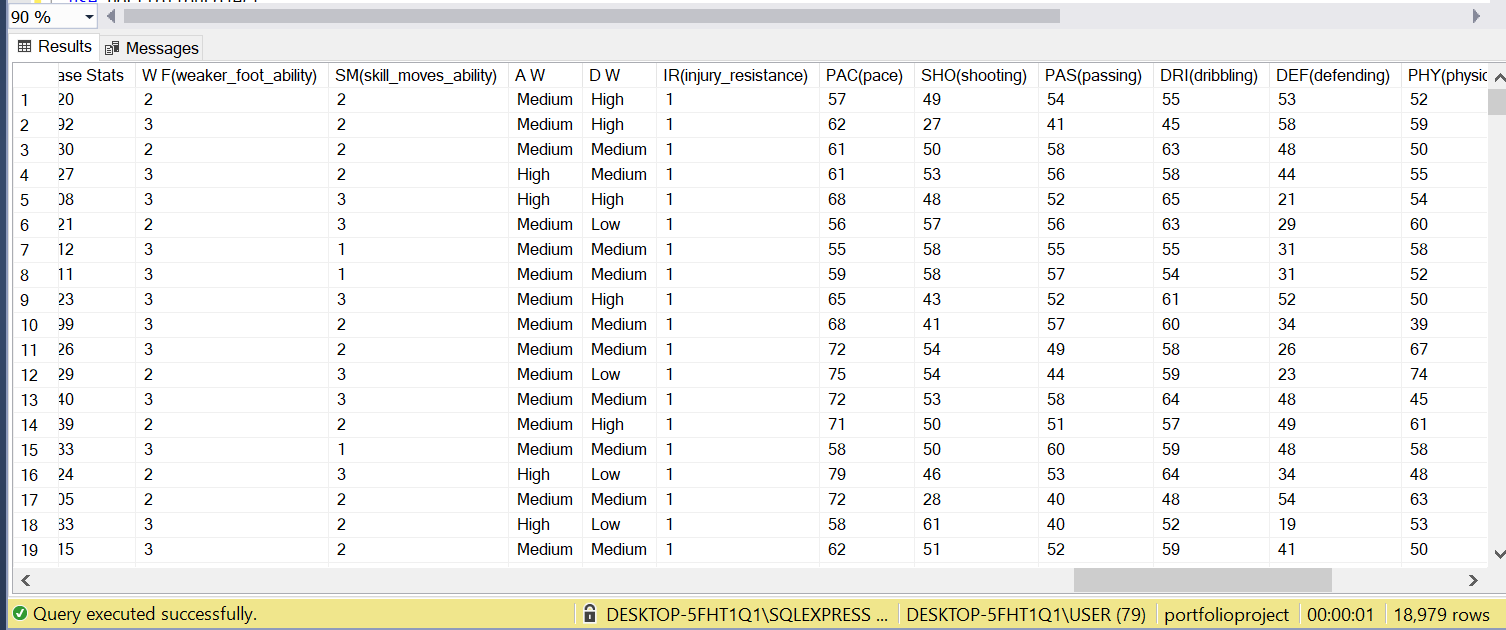 90 %
Results Messages
ase Stats W F(weaker_foot_ability) SM(skill_moves_ability) A W D W IR(injury_resistance) PAC(pace) SHO(shooting) PAS(passing) DRI(dribbling) DEF(defending) PHY(physic
1 20 2 2 Medium High 1 57 49 54 55 53 52
2 92 3 2 Medium High 1 62 27 41 45 58 59
3 30 2 2 Medium Medium 1 61 50 58 63 48 50
4 27 3 2 High Medium 1 61 53 56 58 44 55
5 08 3 3 High High 1 68 48 52 65 21 54
6 21 2 3 Medium Low 1 56 57 56 63 29 60
7 12 3 1 Medium Medium 1 55 58 55 55 31 58
8 11 3 1 Medium Medium 1 59 58 57 54 31 52
9 23 3 3 Medium High 1 65 43 52 61 52 50
10 99 3 2 Medium Medium 1 68 41 57 60 34 39
11 26 3 2 Medium Medium 1 72 54 49 58 26 67
12 29 2 3 Medium Low 1 75 54 44 59 23 74
13 40 3 3 Medium Medium 1 72 53 58 64 48 45
14 39 2 2 Medium High 1 71 50 51 57 49 61
15 33 3 1 Medium Medium 1 58 50 60 59 48 58
16 24 2 3 High Low 1 79 46 53 64 34 48
17 05 2 2 Medium Medium 1 72 28 40 48 54 63
18 33 3 2 High Low 1 58 61 40 52 19 53
19 15 3 2 Medium Medium 1 62 51 52 59 41 50
Query executed successfully. DESKTOP-5FHT1Q1\SQLEXPRESS ... DESKTOP-5FHT1Q1\USER (79) portfolioproject 00:00:01 18,979 rows